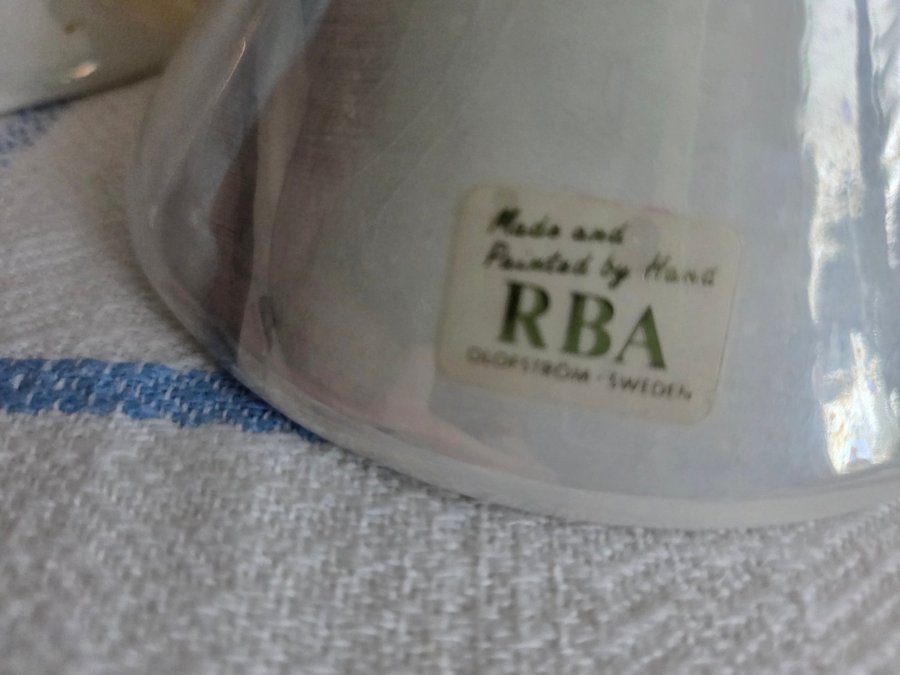 Made and
Painted by Hand
RBA
OLOFSTRÖM · SWEDEN